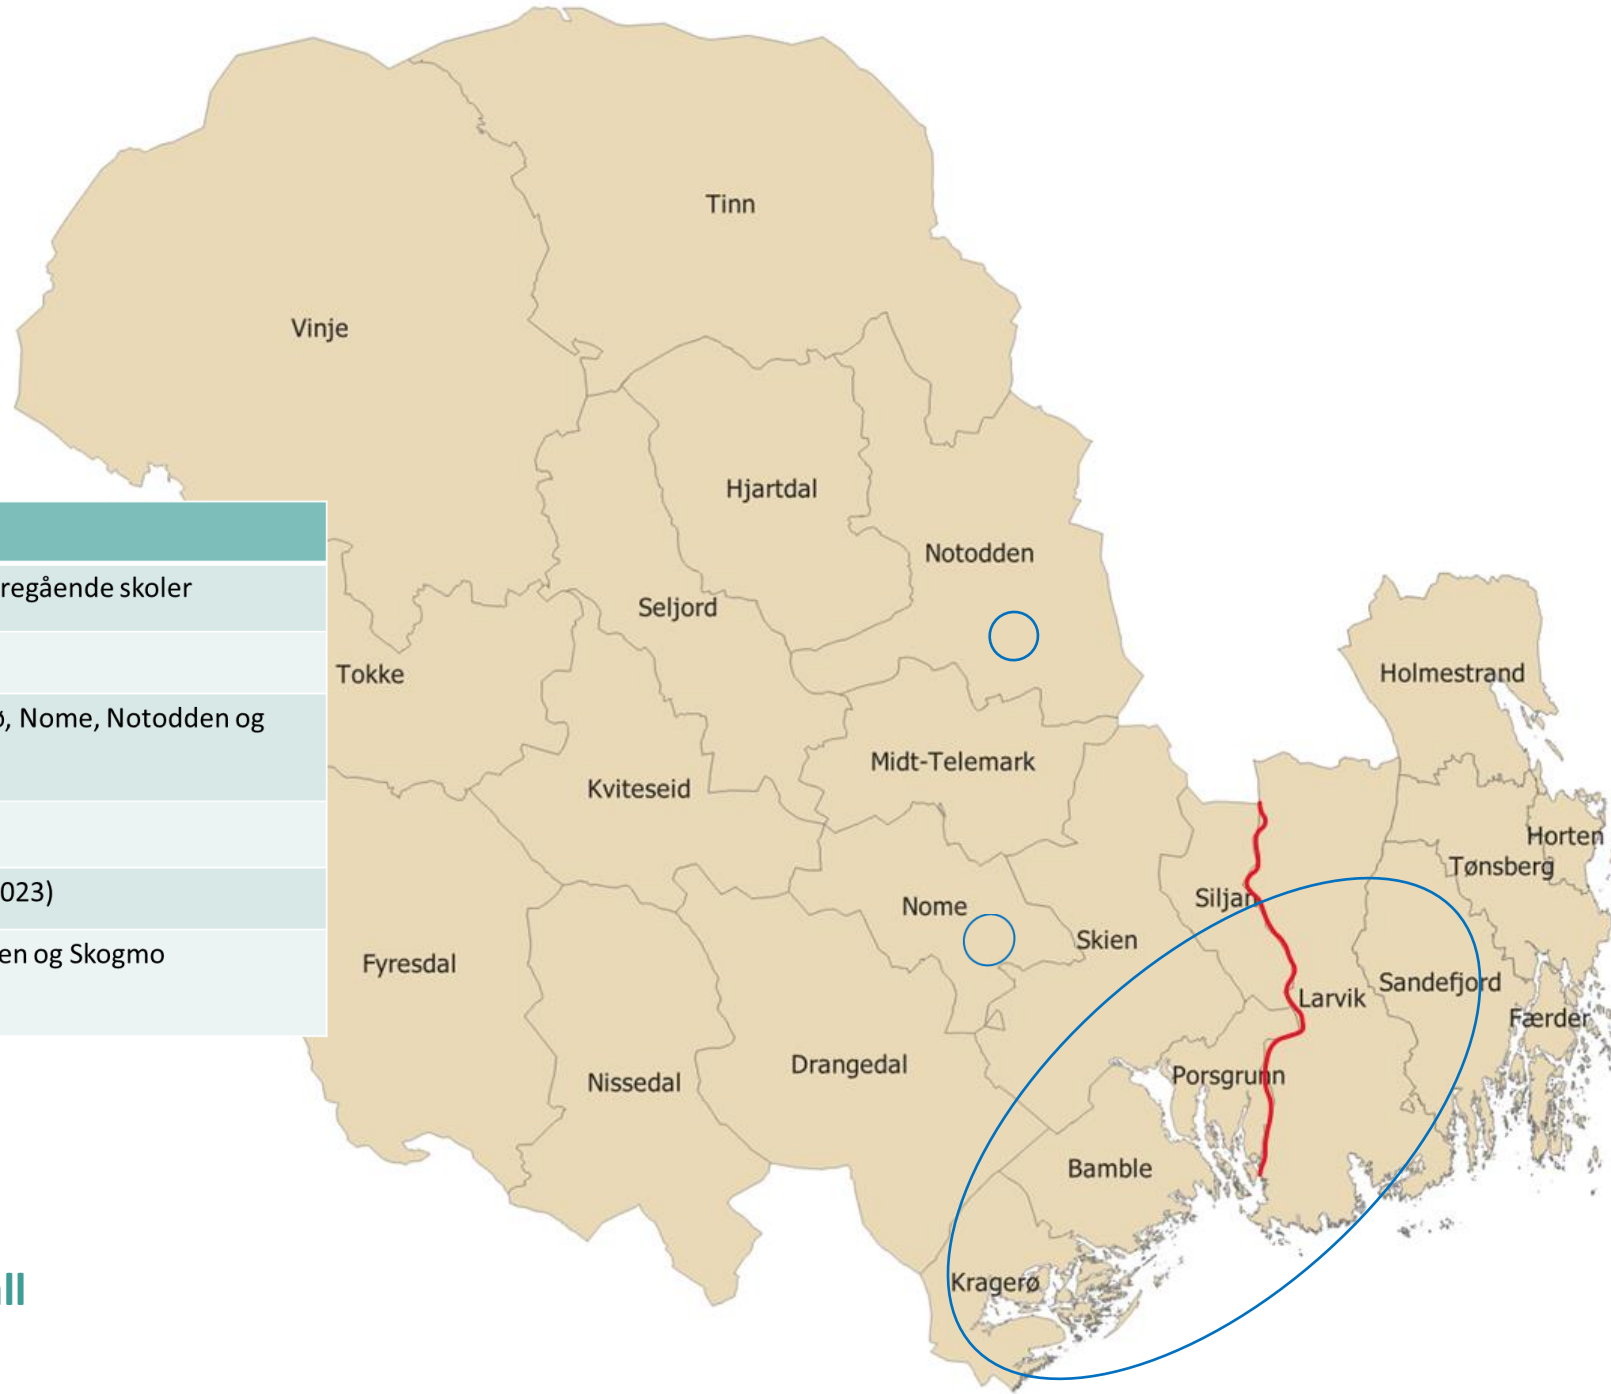 Tinn
Vinje
Hjartdal
Notodden
regående skoler
Seljord
Tokke
Holmestrand
, Nome, Notodden og
Midt-Telemark
Kviteseid
Horten
Tønsberg
023)
Siljan
Nome
Skien
en og Skogmo
Fyresdal
Sandefjord
Larvik
Færder
Drangedal
Porsgrunn
Nissedal
Bamble
Kragerø
ll